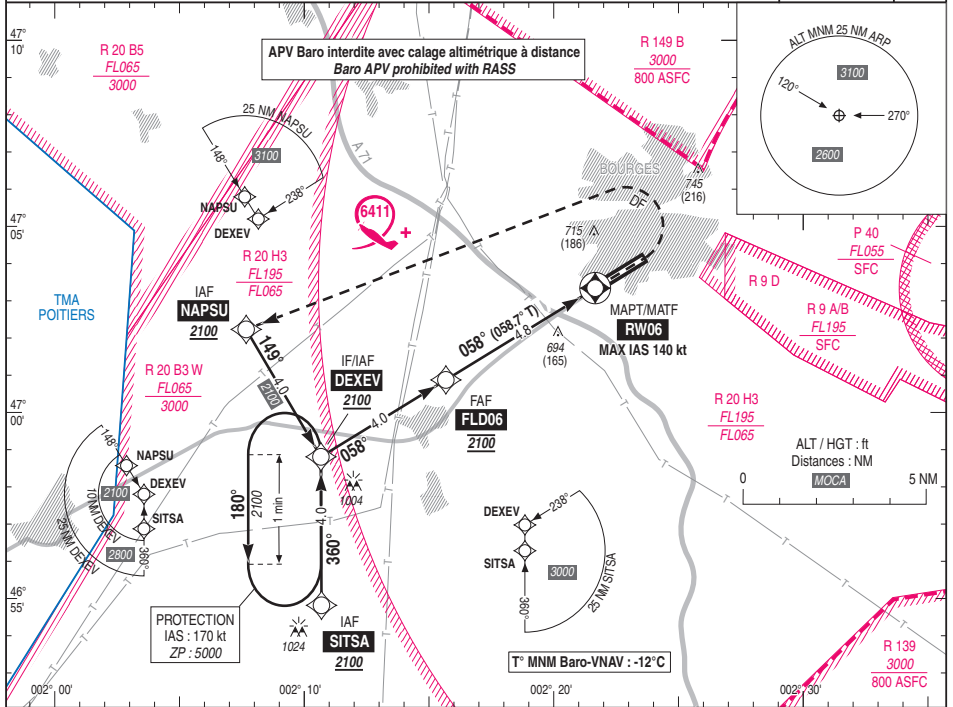 47°
10'
R 20 B5
FL065
3000
APV Baro interdite avec calage altimétrique à distance
Baro APV prohibited with RASS
R 149 B
3000
800 ASFC
ALT MNM 25 NM ARP
3100
120°
270°
2600
25 NM NAPSU
3100
148°
238°
NAPSU
DEXEV
A 71
6411
BOURGES
745
(216)
DF
715
(186)
47°
05'
R 20 H3
FL195
FL065
P 40
FL055
SFC
R 9 D
R 9 A/B
FL195
SFC
TMA
POITIERS
IAF
NAPSU
2100
149°
4.0
2100
058° (058.7° T)
4.8
MAPT/MATF
RW06
MAX IAS 140 kt
694
(165)
IF/IAF
DEXEV
2100
R 20 B3 W
FL065
3000
058°
4.0
FAF
FLD06
2100
R 20 H3
FL195
FL065
47°
00'
ALT / HGT : ft
Distances : NM
MOCA
0
5 NM
148°
NAPSU
2100
DEXEV
SITSA
10 NM DEXEV
25 NM DEXEV
2800
360°
180°
2100
1 min
4.0
360°
1004
DEXEV
238°
SITSA
3000
360°
25 NM SITSA
46°
55'
PROTECTION
IAS : 170 kt
ZP : 5000
1024
IAF
SITSA
2100
T° MNM Baro-VNAV : -12°C
R 139
3000
800 ASFC
002° 00'
002° 10'
002° 20'
002° 30'
T
T
T
T
T
T
T
T
T
T
T
T